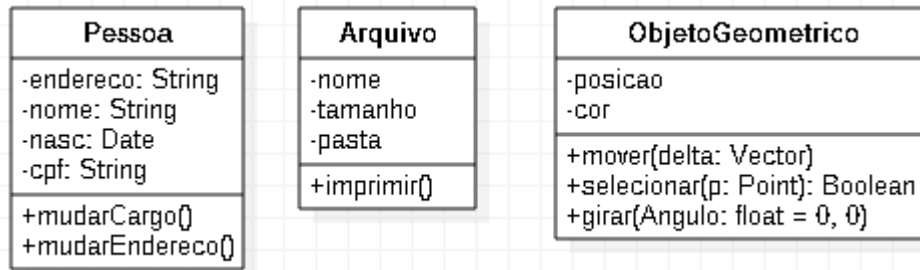 Pessoa
-endereco: String
-nome: String
-nasc: Date
-cpf: String
+mudarCargo()
+mudarEndereco()
Arquivo
-nome
-tamanho
-pasta
+imprimir()
ObjetoGeometrico
-posicao
-cor
+mover(delta: Vector)
+selecionar(p: Point): Boolean
+girar(Angulo: float = 0, 0)